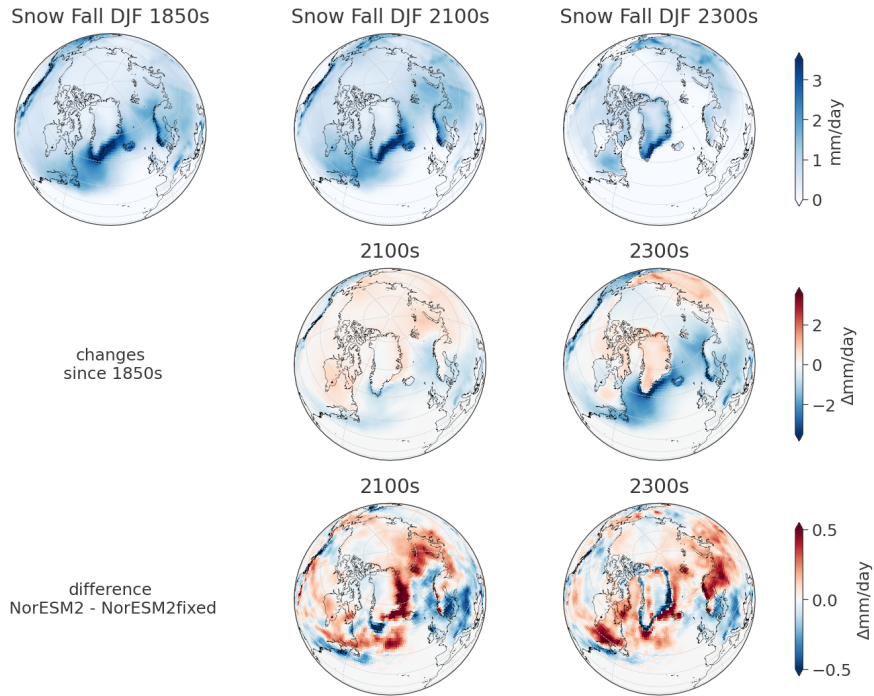 Snow Fall DJF 1850s
Snow Fall DJF 2100s
Snow Fall DJF 2300s
3
2
1
0
mm/day
2100s
2300s
changes
since 1850s
2
0
−2
Δmm/day
2100s
2300s
difference
NorESM2 - NorESM2fixed
0.5
0.0
−0.5
Δmm/day